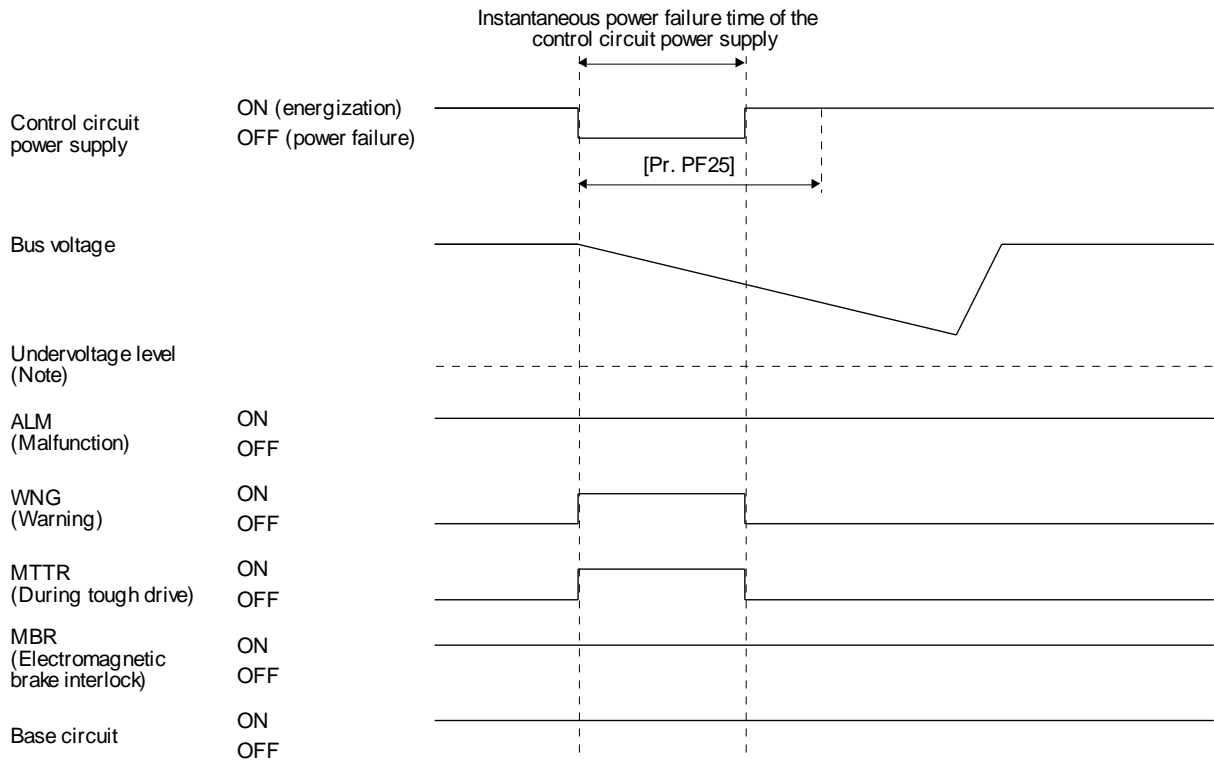 Instantaneous power failure time of the
control circuit power supply
Control circuit
power supply
ON (energization)
OFF (power failure)
[Pr. PF25]
Bus voltage
Undervoltage level
(Note)
ALM
(Malfunction)
ON
OFF
WNG
(Warning)
ON
OFF
MTTR
(During tough drive)
ON
OFF
MBR
(Electromagnetic
brake interlock)
ON
OFF
Base circuit
ON
OFF